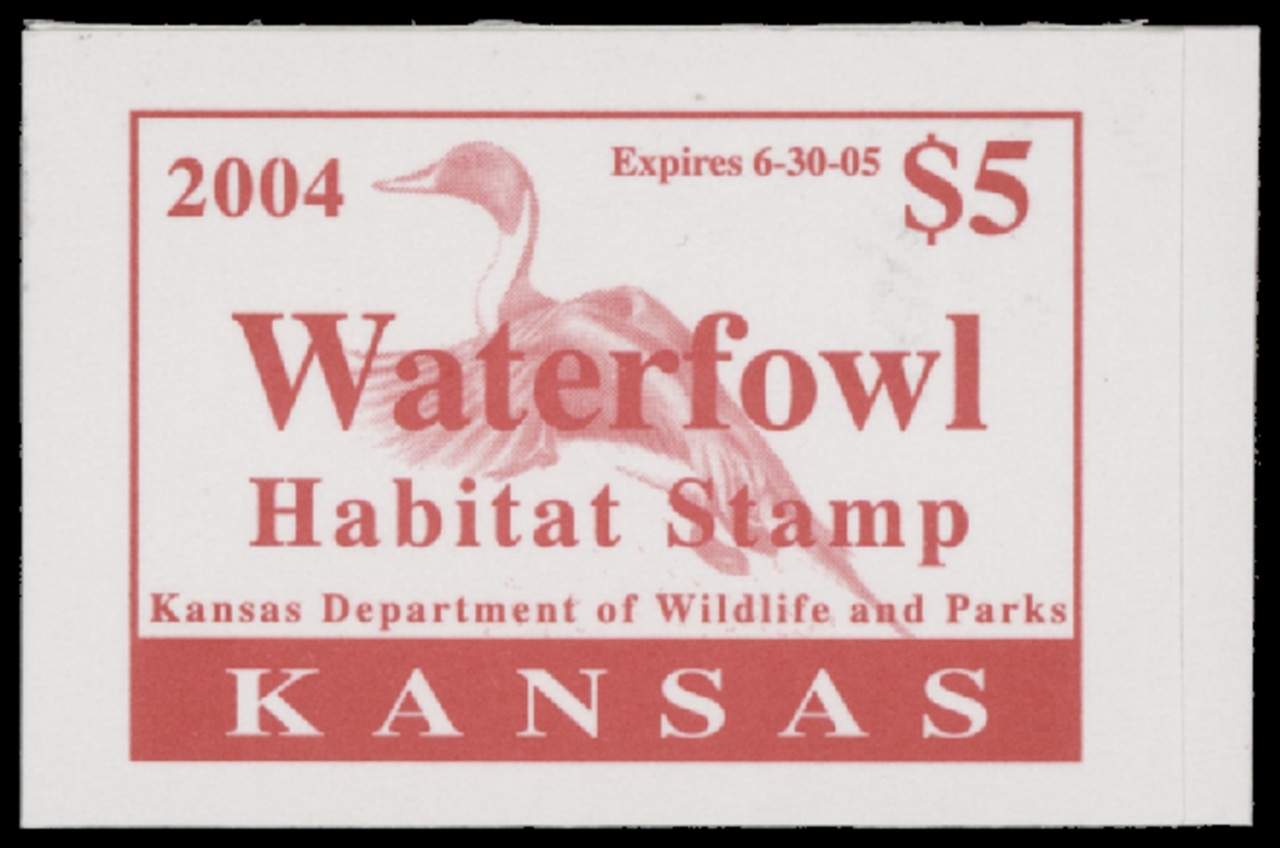 2004 Expires 6-30-05 $5
Waterfowl
Habitat Stamp
Kansas Department of Wildlife and Parks
KANSAS